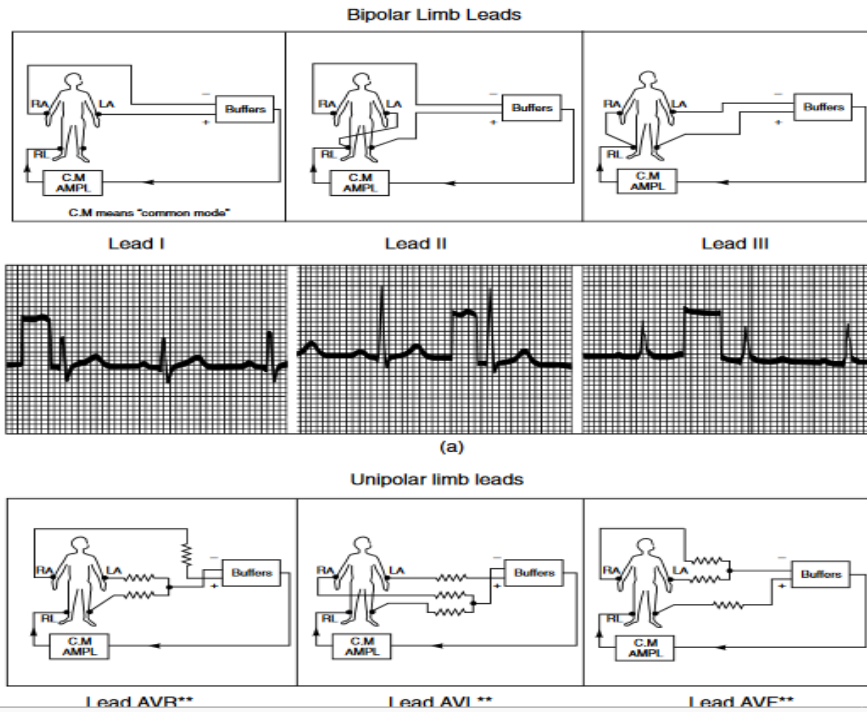 Bipolar Limb Leads
RA LA − Buffers
+
RL
C.M
AMPL
C.M means "common mode"
RA LA − Buffers
+
RL
C.M
AMPL
RA LA − Buffers
+
RL
C.M
AMPL
Lead I Lead II Lead III
(a)
Unipolar limb leads
RA LA − Buffers
+
RL
C.M
AMPL
RA LA − Buffers
+
RL
C.M
AMPL
RA LA − Buffers
+
RL
C.M
AMPL
Lead AVR** Lead AVL** Lead AVF**